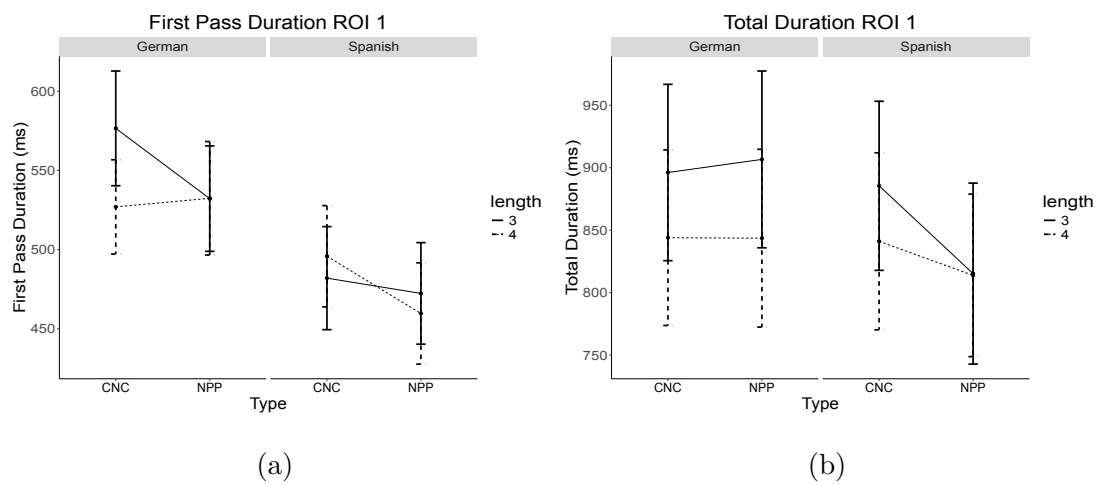 First Pass Duration ROI 1
German
Spanish
First Pass Duration (ms)
600
550
500
450
CNC
NPP
CNC
NPP
Type
length
3
4
(a)
Total Duration ROI 1
German
Spanish
Total Duration (ms)
950
900
850
800
750
CNC
NPP
CNC
NPP
Type
length
3
4
(b)